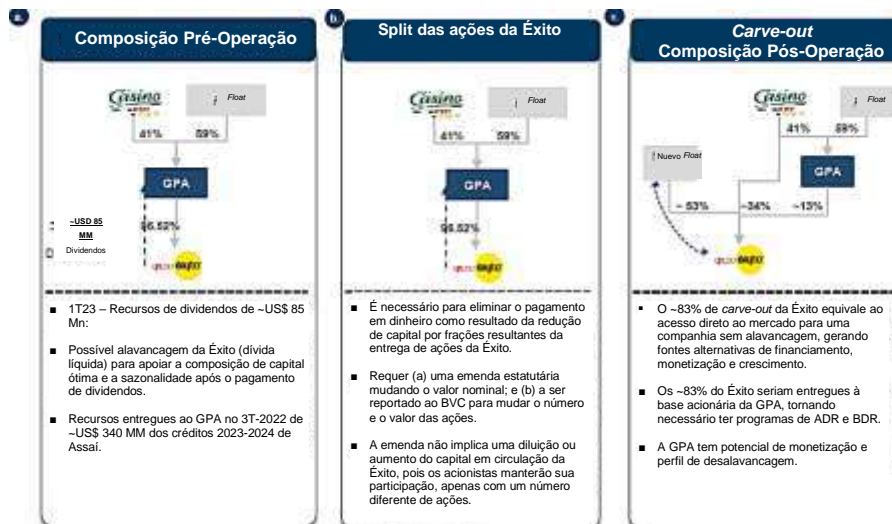 a.
Composição Pré-Operação
Casino
Float
41%
59%
GPA
~USD 85
MM
Dividendos
96.52%
grupo éxito
■ 1T23 – Recursos de dividendos de ~US$ 85
Mn:
■ Possível alavancagem da Éxito (dívida
líquida) para apoiar a composição de capital
ótima e a sazonalidade após o pagamento
de dividendos.
■ Recursos entregues ao GPA no 3T-2022 de
~US$ 340 MM dos créditos 2023-2024 de
Assaí.
b
Split das ações da Éxito
Casino
Float
41%
59%
GPA
96.52%
grupo éxito
■ É necessário para eliminar o pagamento
em dinheiro como resultado da redução
de capital por frações resultantes da
entrega de ações da Éxito.
■ Requer (a) uma emenda estatutária
mudando o valor nominal; e (b) a ser
reportado ao BVC para mudar o número
e o valor das ações.
■ A emenda não implica uma diluição ou
aumento do capital em circulação da
Éxito, pois os acionistas manterão sua
participação, apenas com um número
diferente de ações.
c
Carve-out
Composição Pós-Operação
Casino
Float
41%
59%
Nuevo Float
GPA
~ 53%
~34%
~13%
grupo éxito
▪ O ~83% de carve-out da Éxito equivale ao
acesso direto ao mercado para uma
companhia sem alavancagem, gerando
fontes alternativas de financiamento,
monetização e crescimento.
■ Os ~83% do Éxito seriam entregues à
base acionária da GPA, tornando
necessário ter programas de ADR e BDR.
■ A GPA tem potencial de monetização e
perfil de desalavancagem.